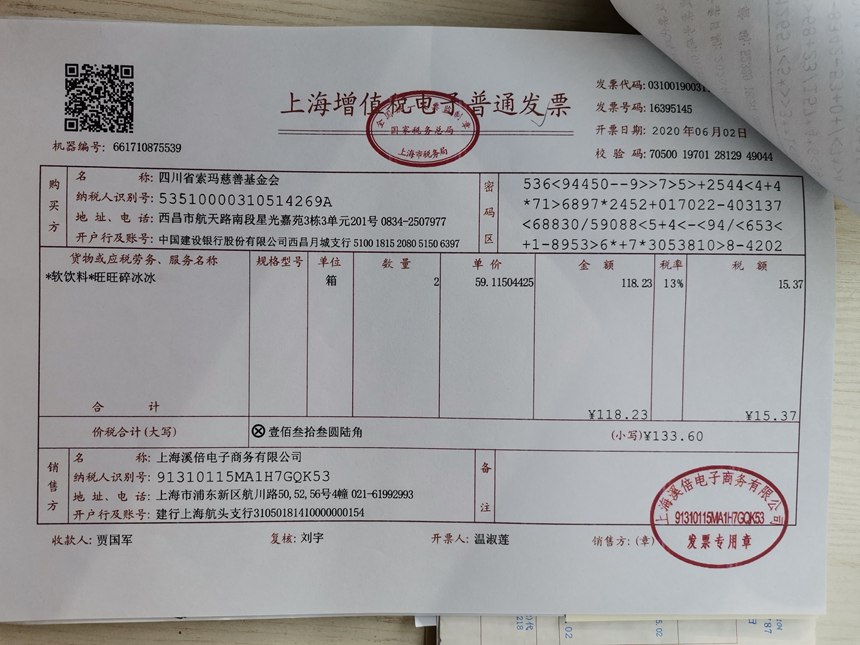 上海增值税电子普通发票
国家税务总局
上海市税务局
发票代码: 0310019003
发票号码: 16395145
开票日期: 2020 年06月02日
校 验 码: 70500 19701 28129 49044
机器编号: 661710875539
购买方
名 称: 四川省索玛慈善基金会
纳税人识别号: 53510000310514269A
地 址、电 话: 西昌市航天路南段星光嘉苑3栋3单元201号 0834-2507977
开户行及账号: 中国建设银行股份有限公司西昌月城支行 5100 1815 2080 5150 6397
密码区
536<94450--9>>7>5>+2544<4+4
*71>6897*2452+017022-403137
<68830/59088<5+4<-<94/<653<
+1-8953>6*+7*3053810>8-4202
货物或应税劳务、服务名称 规格型号 单位 数 量 单 价 金 额 税率 税 额
*软饮料*旺旺碎冰冰 箱 2 59.11504425 118.23 13% 15.37
合 计 ¥118.23 ¥15.37
价税合计(大写) ⊗壹佰叁拾叁圆陆角 (小写)¥133.60
销售方
名 称: 上海溪倍电子商务有限公司
纳税人识别号: 91310115MA1H7GQK53
地 址、电 话: 上海市浦东新区航川路50,52,56号4幢 021-61992993
开户行及账号: 建行上海航头支行31050181410000000154
备注
收款人: 贾国军 复核: 刘宇 开票人: 温淑莲 销售方: (章)
上海溪倍电子商务有限公司
91310115MA1H7GQK53
发票专用章